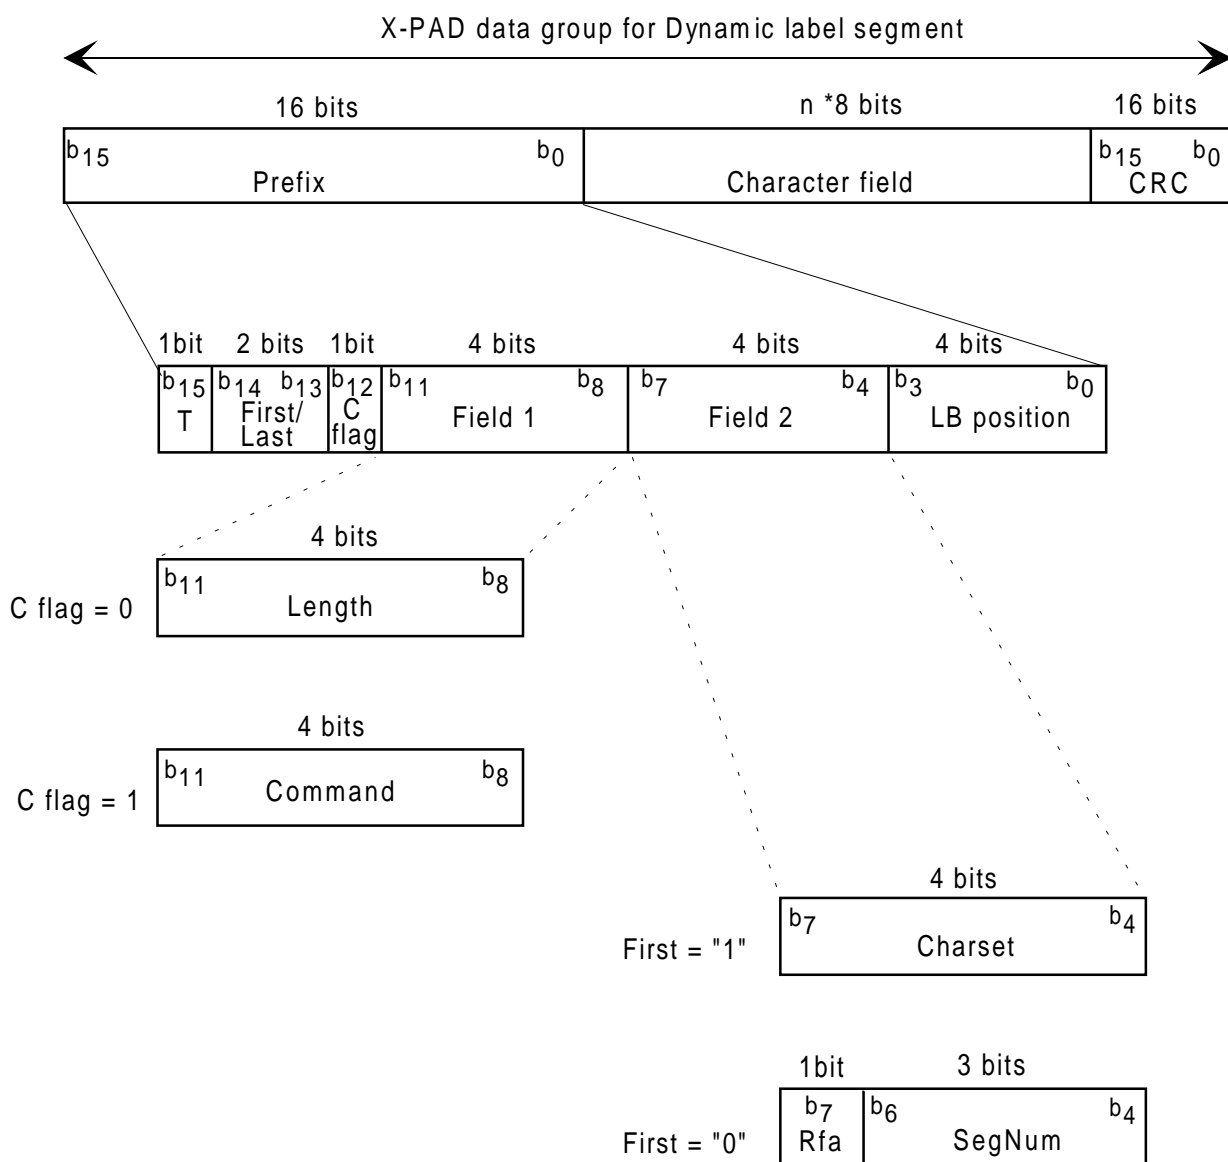 X-PAD data group for Dynamic label segment
16 bits n *8 bits 16 bits
b15 b0 b15 b0
Prefix Character field CRC
1bit 2 bits 1bit 4 bits 4 bits 4 bits
b15 b14 b13 b12 b11 b8 b7 b4 b3 b0
T First/ C Field 1 Field 2 LB position
Last flag
4 bits
b11 b8
C flag = 0 Length
4 bits
b11 b8
C flag = 1 Command
4 bits
b7 b4
First = "1" Charset
1bit 3 bits
b7 b6 b4
First = "0" Rfa SegNum